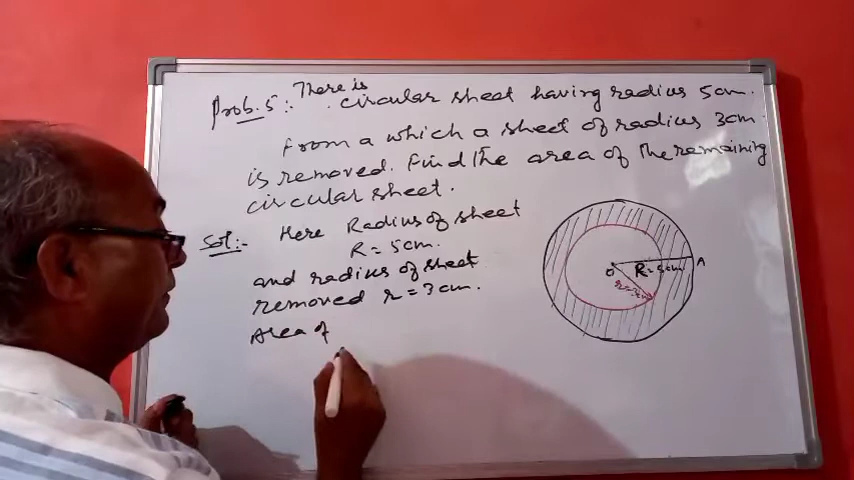 Prob. 5 :. There is . circular sheet having radius 5cm.
from a which a sheet of radius 3cm.
is removed. Find the area of the remaining
circular sheet.
Sol:- Here Radius of sheet
R = 5cm.
and radius of sheet
removed r = 3cm.
Area of
O R = 5cm A
r=3cm